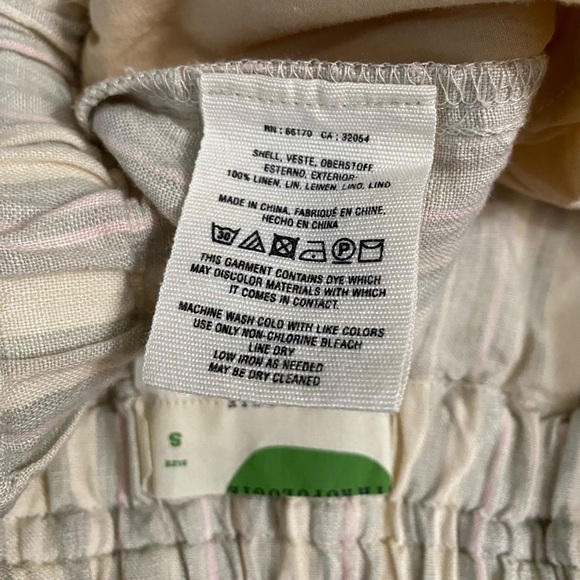 RN : 66170 CA : 32054
SHELL, VESTE, OBERSTOFF
ESTERNO, EXTERIOR:
100% LINEN, LIN, LEINEN, LINO, LINO
MADE IN CHINA, FABRIQUÉ EN CHINE,
HECHO EN CHINA
30
P
THIS GARMENT CONTAINS DYE WHICH
MAY DISCOLOR MATERIALS WITH WHICH
IT COMES IN CONTACT.
MACHINE WASH COLD WITH LIKE COLORS
USE ONLY NON-CHLORINE BLEACH
LINE DRY
LOW IRON AS NEEDED
MAY BE DRY CLEANED
SIZE
S
THROPOLOGIE